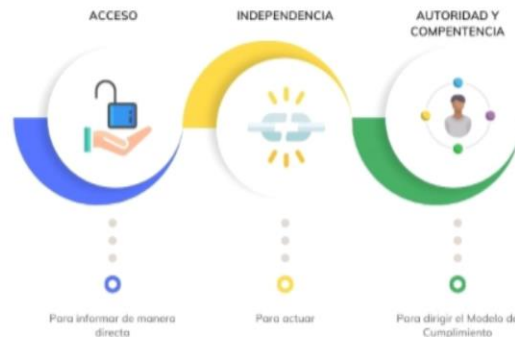 ACCESO
INDEPENDENCIA
AUTORIDAD Y
COMPENTENCIA
Para informar de manera
directa
Para actuar
Para dirigir el Modelo de
Cumplimiento